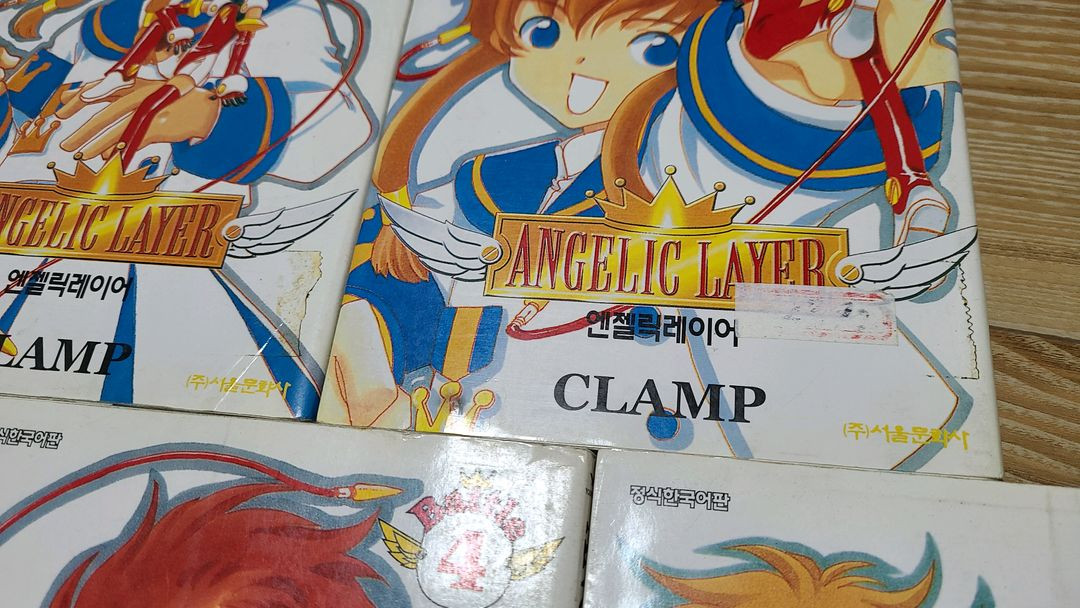 NGELIC LAYER
엔젤릭레이어
LAMP
(주)서울문화사
ANGELIC LAYER
엔젤릭레이어
CLAMP
(주)서울문화사
식한국어판
Battle
4
정식한국어판